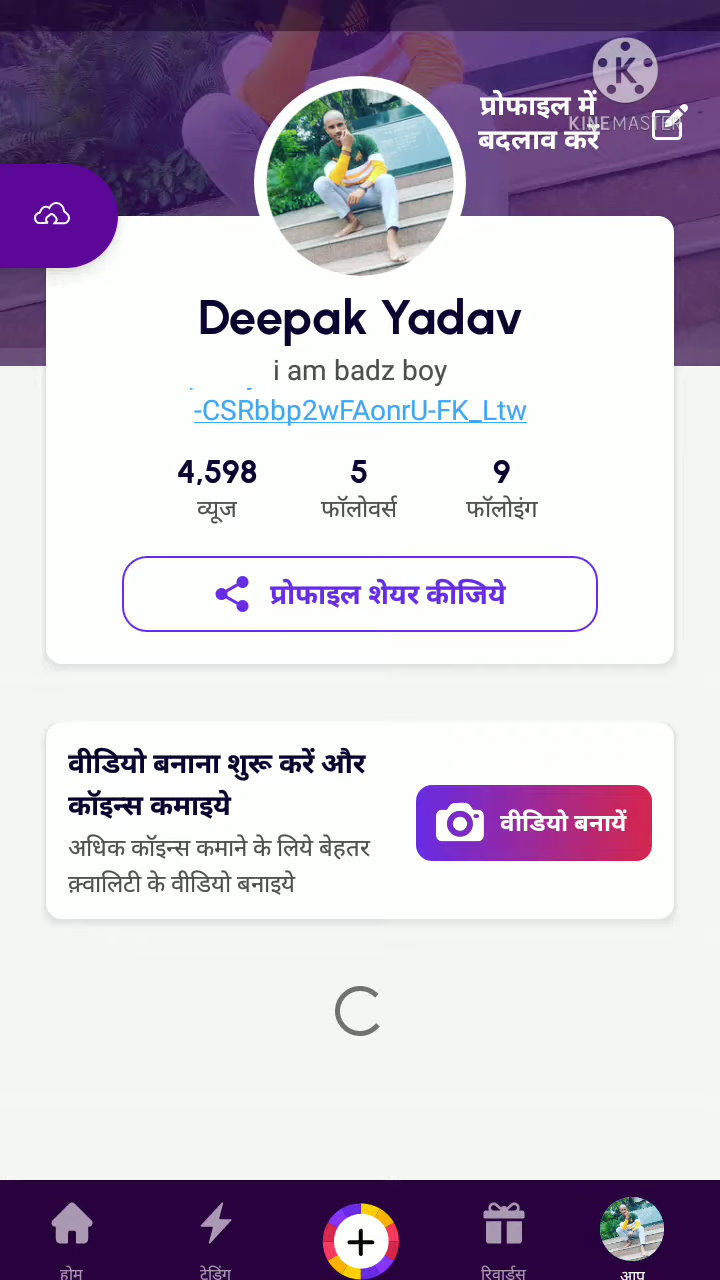 प्रोफाइल में
बदलाव करें
KINEMASTER
Deepak Yadav
i am badz boy
-CSRbbp2wFAonrU-FK_Ltw
4,598
व्यूज
5
फॉलोवर्स
9
फॉलोइंग
प्रोफाइल शेयर कीजिये
वीडियो बनाना शुरू करें और
कॉइन्स कमाइये
अधिक कॉइन्स कमाने के लिये बेहतर
क़्वालिटी के वीडियो बनाइये
वीडियो बनायें
होम
ट्रेंडिंग
रिवार्ड्स
आप